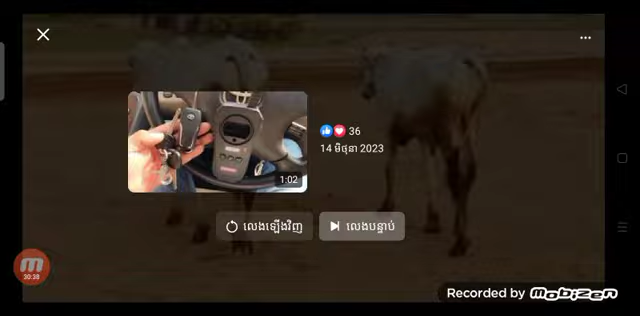 36
14 មិថុនា 2023
1:02
លេងឡើងវិញ
លេងបន្ទាប់
30:38
Recorded by MOBIZEN